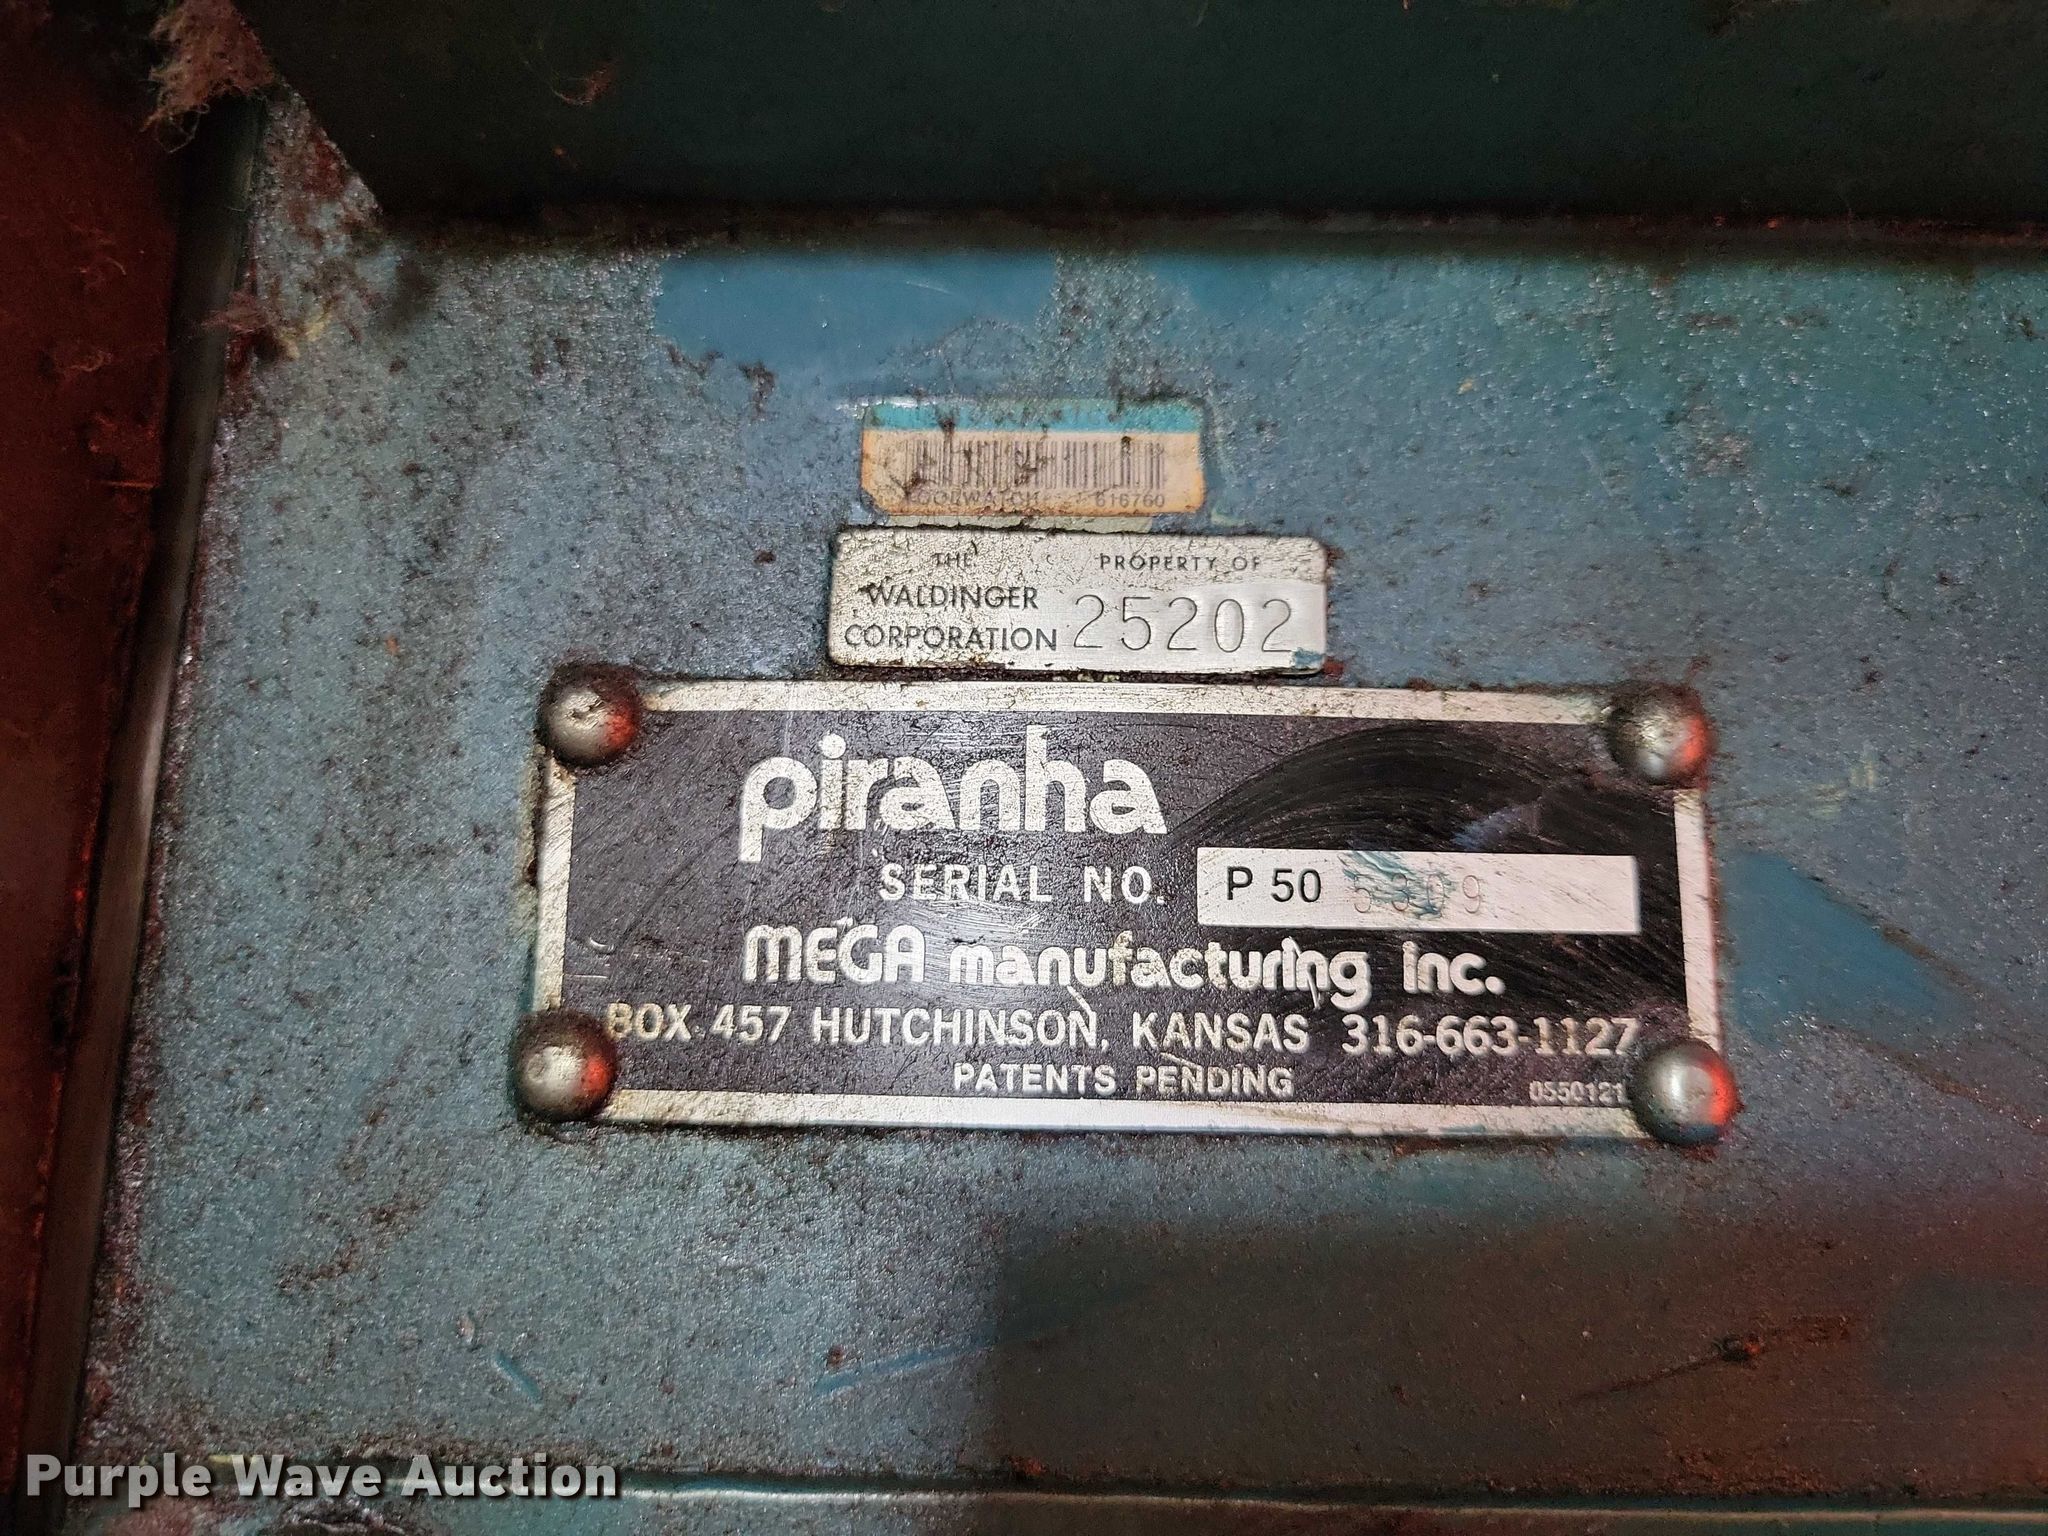 TOOLWATCH 616760
THE PROPERTY OF
WALDINGER
CORPORATION 25202
piranha
SERIAL NO. P 50
MEGA manufacturing inc.
BOX 457 HUTCHINSON, KANSAS 316-663-1127
PATENTS PENDING 0550121
Purple Wave Auction